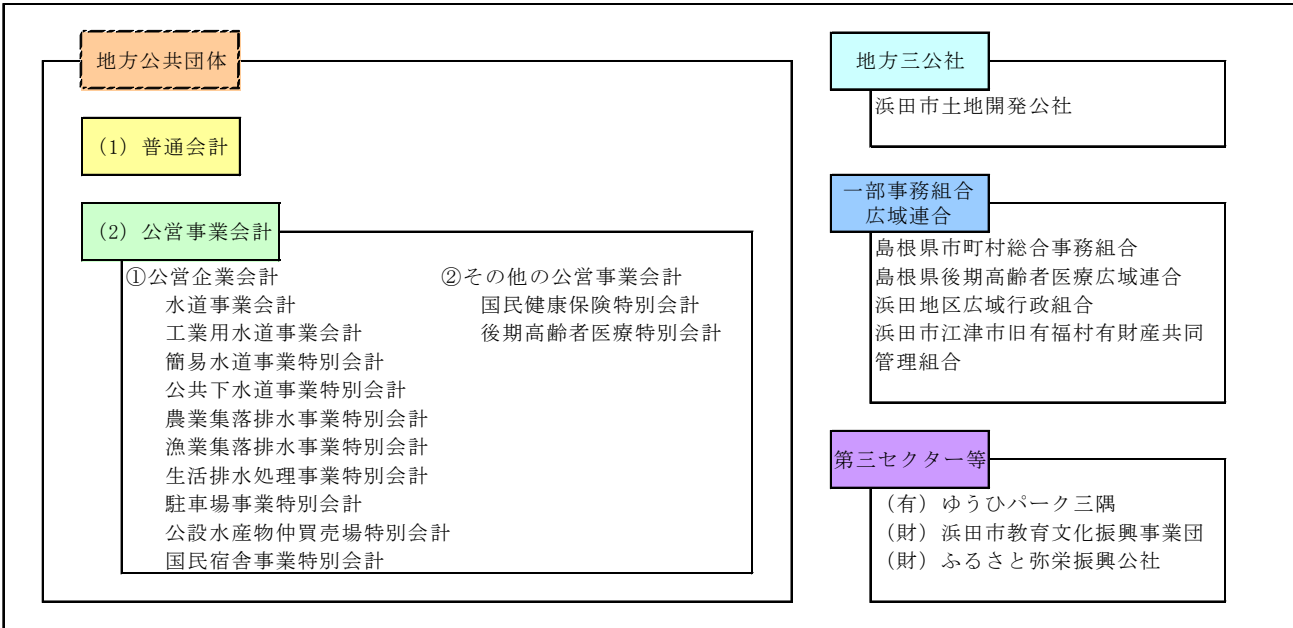 地方公共団体
(1) 普通会計
(2) 公営事業会計
①公営企業会計
水道事業会計
工業用水道事業会計
簡易水道事業特別会計
公共下水道事業特別会計
農業集落排水事業特別会計
漁業集落排水事業特別会計
生活排水処理事業特別会計
駐車場事業特別会計
公設水産物仲買売場特別会計
国民宿舎事業特別会計
②その他の公営事業会計
国民健康保険特別会計
後期高齢者医療特別会計
地方三公社
浜田市土地開発公社
一部事務組合
広域連合
島根県市町村総合事務組合
島根県後期高齢者医療広域連合
浜田地区広域行政組合
浜田市江津市旧有福村有財産共同
管理組合
第三セクター等
(有) ゆうひパーク三隅
(財) 浜田市教育文化振興事業団
(財) ふるさと弥栄振興公社